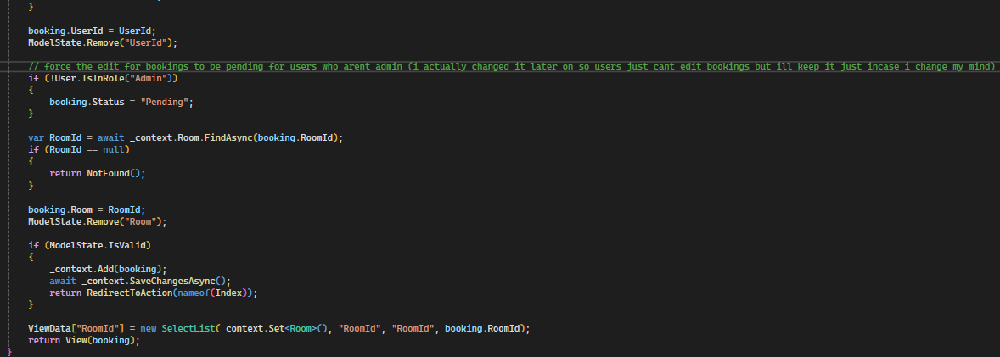 }
booking.UserId = UserId;
ModelState.Remove("UserId");
// force the edit for bookings to be pending for users who arent admin (i actually changed it later on so users just cant edit bookings but ill keep it just incase i change my mind)
if (!User.IsInRole("Admin"))
{
booking.Status = "Pending";
}
var RoomId = await _context.Room.FindAsync(booking.RoomId);
if (RoomId == null)
{
return NotFound();
}
booking.Room = RoomId;
ModelState.Remove("Room");
if (ModelState.IsValid)
{
_context.Add(booking);
await _context.SaveChangesAsync();
return RedirectToAction(nameof(Index));
}
ViewData["RoomId"] = new SelectList(_context.Set<Room>(), "RoomId", "RoomId", booking.RoomId);
return View(booking);
}